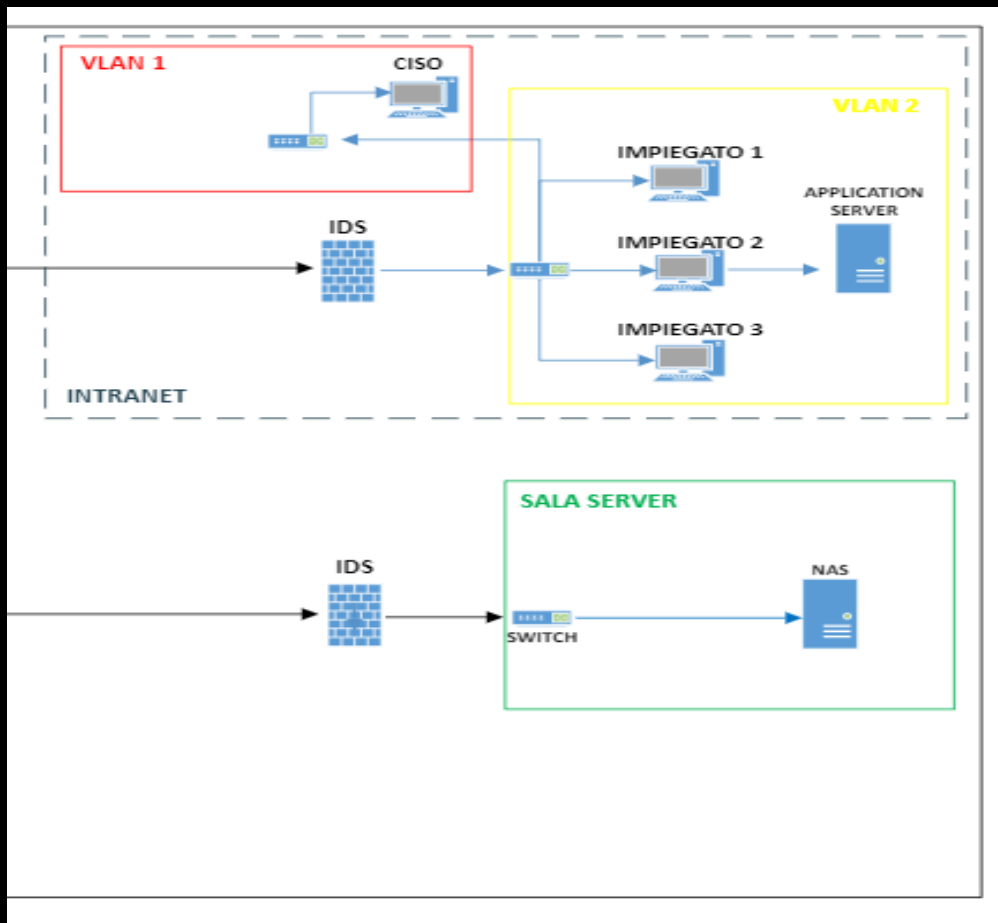 VLAN 1
CISO
VLAN 2
IMPIEGATO 1
APPLICATION
SERVER
IDS
IMPIEGATO 2
IMPIEGATO 3
INTRANET
SALA SERVER
IDS
NAS
SWITCH